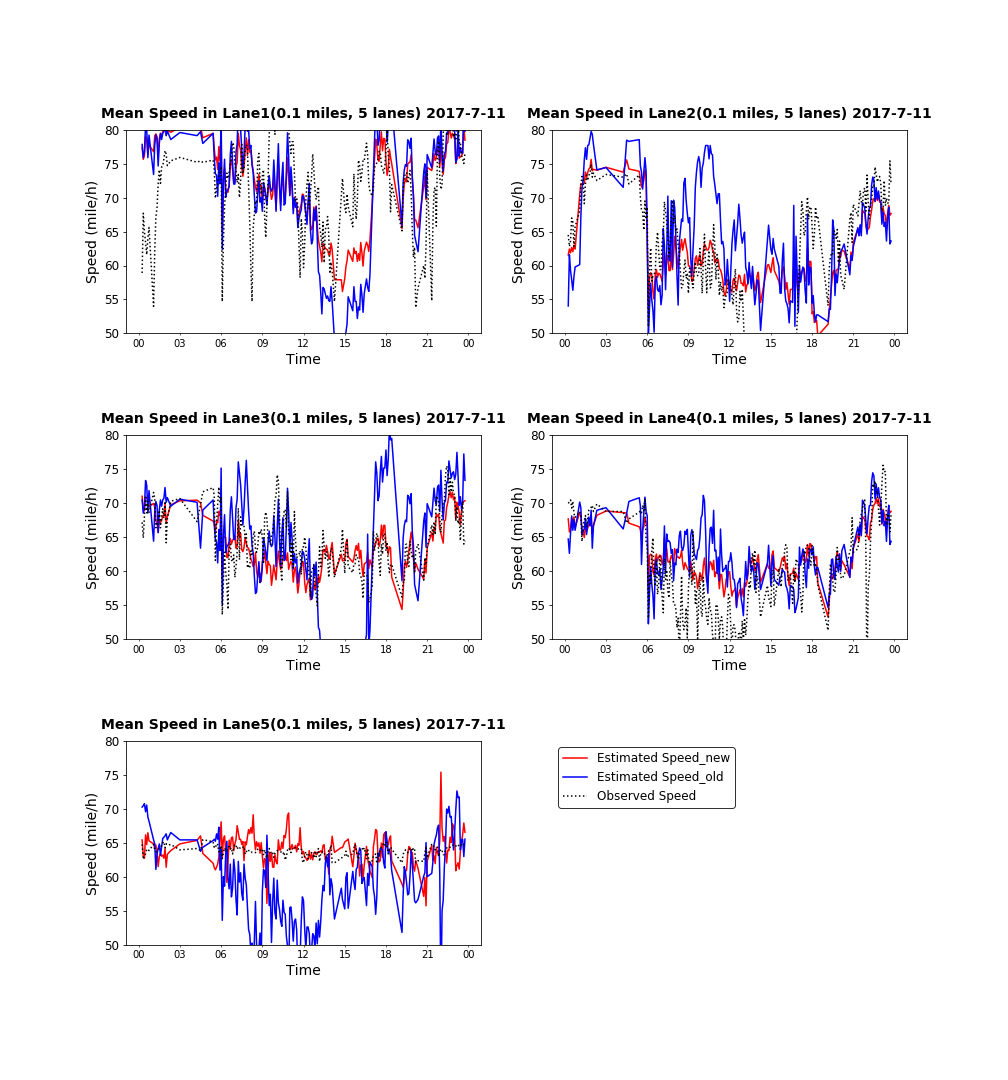 Mean Speed in Lane1(0.1 miles, 5 lanes) 2017-7-11
80
75
70
65
60
55
50
Speed (mile/h)
00 03 06 09 12 15 18 21 00
Time
Mean Speed in Lane2(0.1 miles, 5 lanes) 2017-7-11
80
75
70
65
60
55
50
Speed (mile/h)
00 03 06 09 12 15 18 21 00
Time
Mean Speed in Lane3(0.1 miles, 5 lanes) 2017-7-11
80
75
70
65
60
55
50
Speed (mile/h)
00 03 06 09 12 15 18 21 00
Time
Mean Speed in Lane4(0.1 miles, 5 lanes) 2017-7-11
80
75
70
65
60
55
50
Speed (mile/h)
00 03 06 09 12 15 18 21 00
Time
Mean Speed in Lane5(0.1 miles, 5 lanes) 2017-7-11
80
75
70
65
60
55
50
Speed (mile/h)
00 03 06 09 12 15 18 21 00
Time
Estimated Speed_new
Estimated Speed_old
Observed Speed